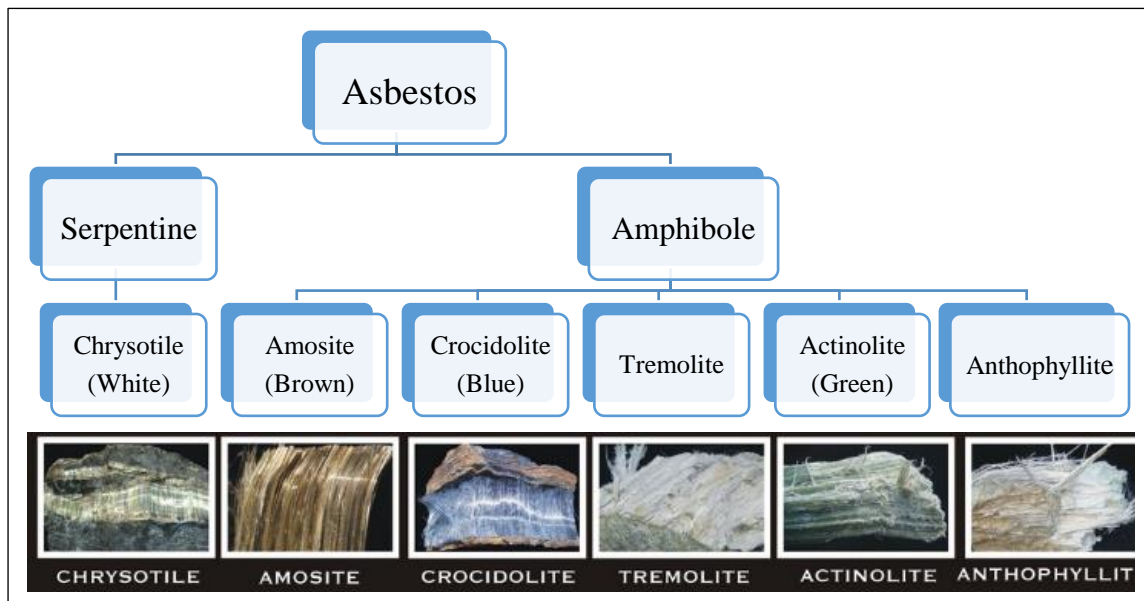 Asbestos
Serpentine
Amphibole
Chrysotile
(White)
Amosite
(Brown)
Crocidolite
(Blue)
Tremolite
Actinolite
(Green)
Anthophyllite
CHRYSOTILE
AMOSITE
CROCIDOLITE
TREMOLITE
ACTINOLITE
ANTHOPHYLLIT